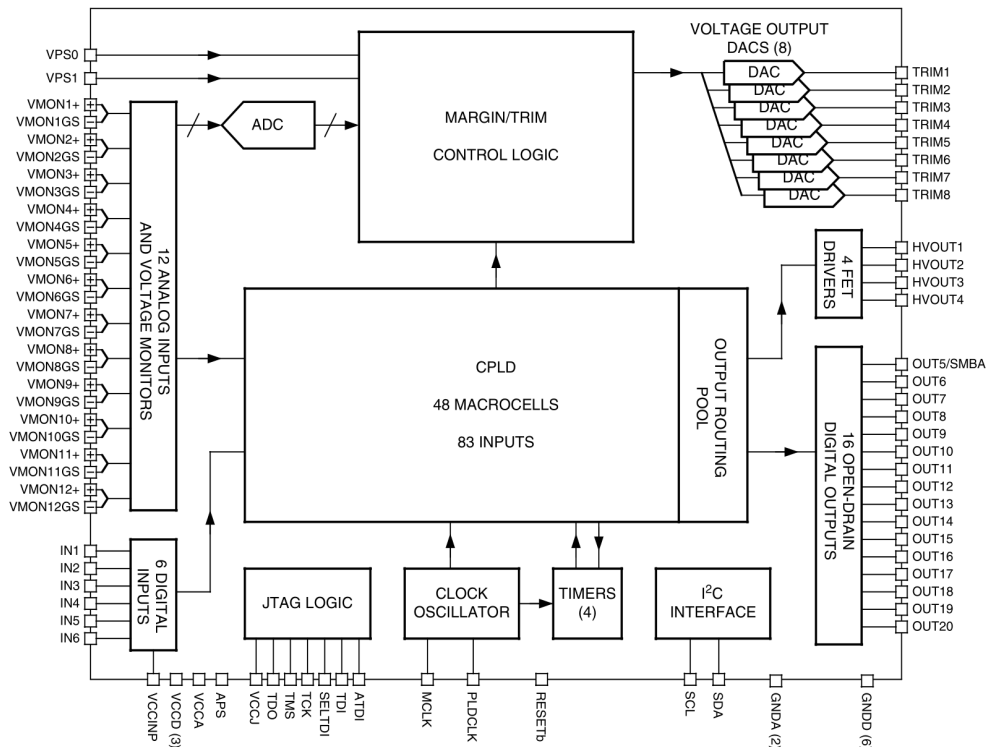 VOLTAGE OUTPUT
DACS (8)
VPS0
VPS1
VMON1+
VMON1GS
VMON2+
VMON2GS
VMON3+
VMON3GS
VMON4+
VMON4GS
VMON5+
VMON5GS
VMON6+
VMON6GS
VMON7+
VMON7GS
VMON8+
VMON8GS
VMON9+
VMON9GS
VMON10+
VMON10GS
VMON11+
VMON11GS
VMON12+
VMON12GS
12 ANALOG INPUTS
AND VOLTAGE MONITORS
ADC
MARGIN/TRIM
CONTROL LOGIC
DAC
DAC
DAC
DAC
DAC
DAC
DAC
DAC
TRIM1
TRIM2
TRIM3
TRIM4
TRIM5
TRIM6
TRIM7
TRIM8
4 FET
DRIVERS
HVOUT1
HVOUT2
HVOUT3
HVOUT4
CPLD
48 MACROCELLS
83 INPUTS
OUTPUT ROUTING
POOL
16 OPEN-DRAIN
DIGITAL OUTPUTS
OUT5/SMBA
OUT6
OUT7
OUT8
OUT9
OUT10
OUT11
OUT12
OUT13
OUT14
OUT15
OUT16
OUT17
OUT18
OUT19
OUT20
IN1
IN2
IN3
IN4
IN5
IN6
6 DIGITAL
INPUTS
JTAG LOGIC
CLOCK
OSCILLATOR
TIMERS
(4)
I²C
INTERFACE
VCCINP
VCCD (3)
VCCA
APS
VCCJ
TDO
TMS
TCK
SELTDI
TDI
ATDI
MCLK
PLDCLK
RESETb
SCL
SDA
GNDA (2)
GNDD (6)